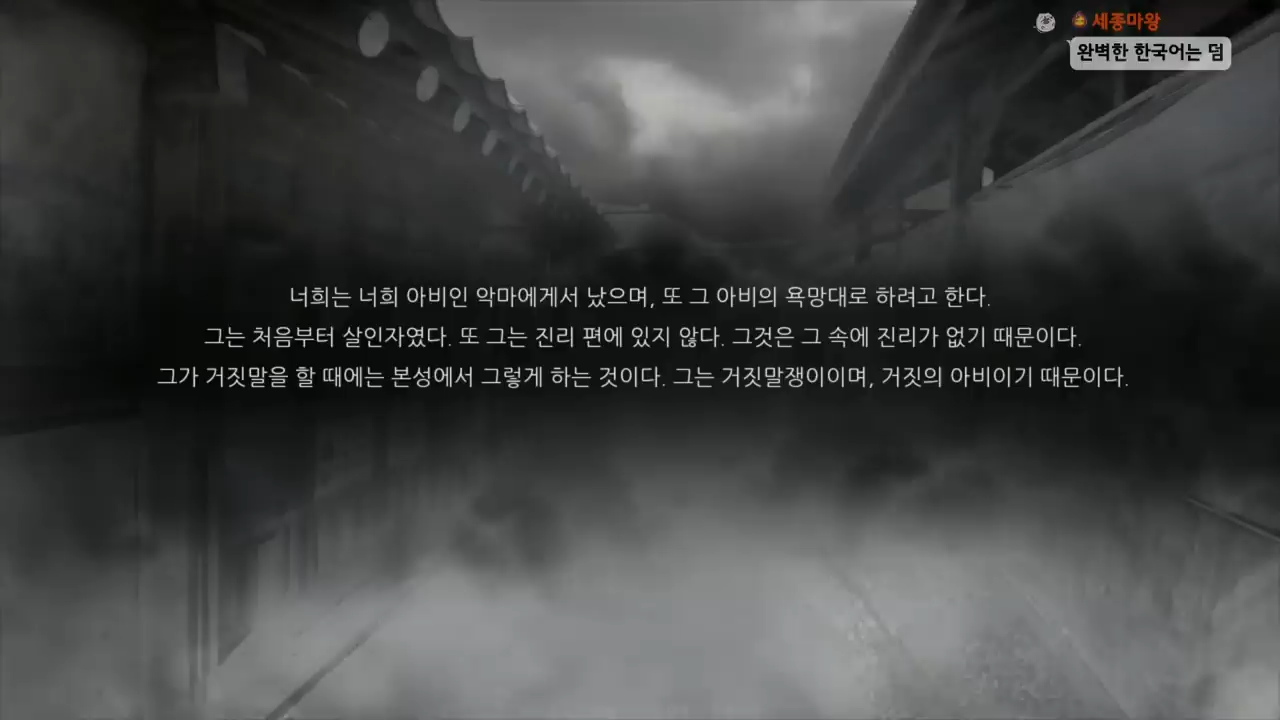 세종마왕
완벽한 한국어는 덤
너희는 너희 아비인 악마에게서 났으며, 또 그 아비의 욕망대로 하려고 한다.
그는 처음부터 살인자였다. 또 그는 진리 편에 있지 않다. 그것은 그 속에 진리가 없기 때문이다.
그가 거짓말을 할 때에는 본성에서 그렇게 하는 것이다. 그는 거짓말쟁이이며, 거짓의 아비이기 때문이다.